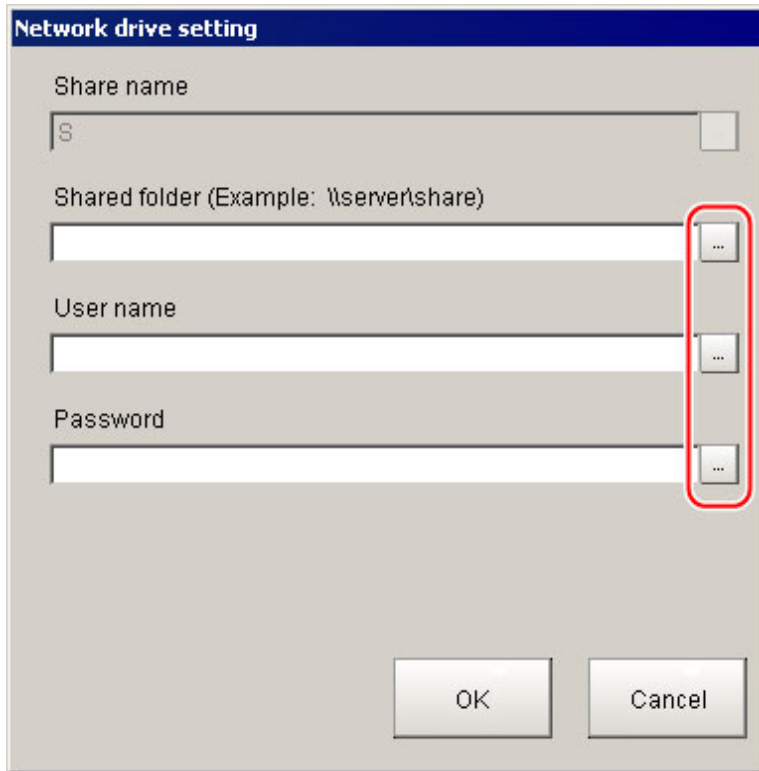 Network drive setting
Share name
S
Shared folder (Example: \\server\share)
...
User name
...
Password
...
OK Cancel